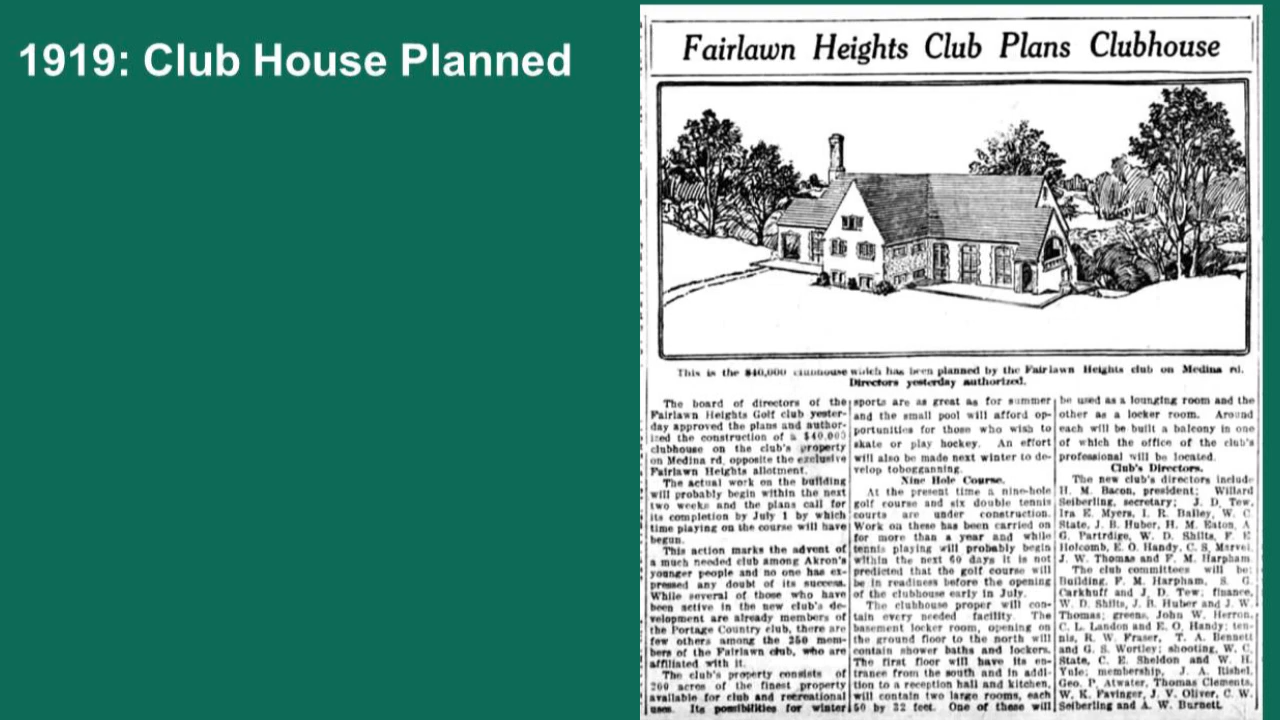 1919: Club House Planned
Fairlawn Heights Club Plans Clubhouse
This is the $40,000 clubhouse which has been planned by the Fairlawn Heights club on Medina rd.
Directors yesterday authorized.
The board of directors of the
Fairlawn Heights Golf club yester-
day approved the plans and author-
ized the construction of a $40,000
clubhouse on the club's property
on Medina rd, opposite the exclusive
Fairlawn Heights allotment.
The actual work on the building
will probably begin within the next
two weeks and the plans call for
its completion by July 1 by which
time playing on the course will have
begun.
This action marks the advent of
a much needed club among Akron's
younger people and no one has ex-
pressed any doubt of its success.
While several of those who have
been active in the new club's de-
velopment are already members of
the Portage Country club, there are
few others among the 250 mem-
bers of the Fairlawn club, who are
affiliated with it.
The club's property consists of
260 acres of the finest property
available for club and recreational
uses. Its possibilities for winter
sports are as great as for summer
and the small pool will afford op-
portunities for those who wish to
skate or play hockey. An effort
will also be made next winter to de-
velop tobogganning.
Nine Hole Course.
At the present time a nine-hole
golf course and six double tennis
courts are under construction.
Work on these has been carried on
for more than a year and while
tennis playing will probably begin
within the next 60 days it is not
predicted that the golf course will
be in readiness before the opening
of the clubhouse early in July.
The clubhouse proper will con-
tain every needed facility. The
basement locker room, opening on
the ground floor to the north will
contain shower baths and lockers.
The first floor will have its en-
trance from the south and in addi-
tion to a reception hall and kitchen,
will contain two large rooms, each
50 by 32 feet. One of these will
be used as a lounging room and the
other as a locker room. Around
each will be built a balcony in one
of which the office of the club's
professional will be located.
Club's Directors.
The new club's directors include
H. M. Bacon, president; Willard
Seiberling, secretary; J. D. Tew,
Ira E. Myers, I. R. Bailey, W. C.
State, J. B. Huber, H. M. Eaton, A
G. Partrdige, W. D. Shilts, F. E
Holcomb, E. O. Handy, C. S. Marvel,
J. W. Thomas and F. M. Harpham.
The club committees will be:
Building, F. M. Harpham, S. G.
Carkhuff and J. D. Tew; finance,
W. D. Shilts, J. B. Huber and J. W.
Thomas; greens, John W. Herron,
C. L. Landon and E. O. Handy; ten-
nis, R. W. Fraser, T. A. Bennett
and G. S. Wortley; shooting, W. C.
State, C. E. Sheldon and W. H.
Yule; membership, J. A. Rishel,
Geo. P. Atwater, Thomas Clements,
W. K. Favinger, J. V. Oliver, C. W.
Seiberling and A. W. Burnett.